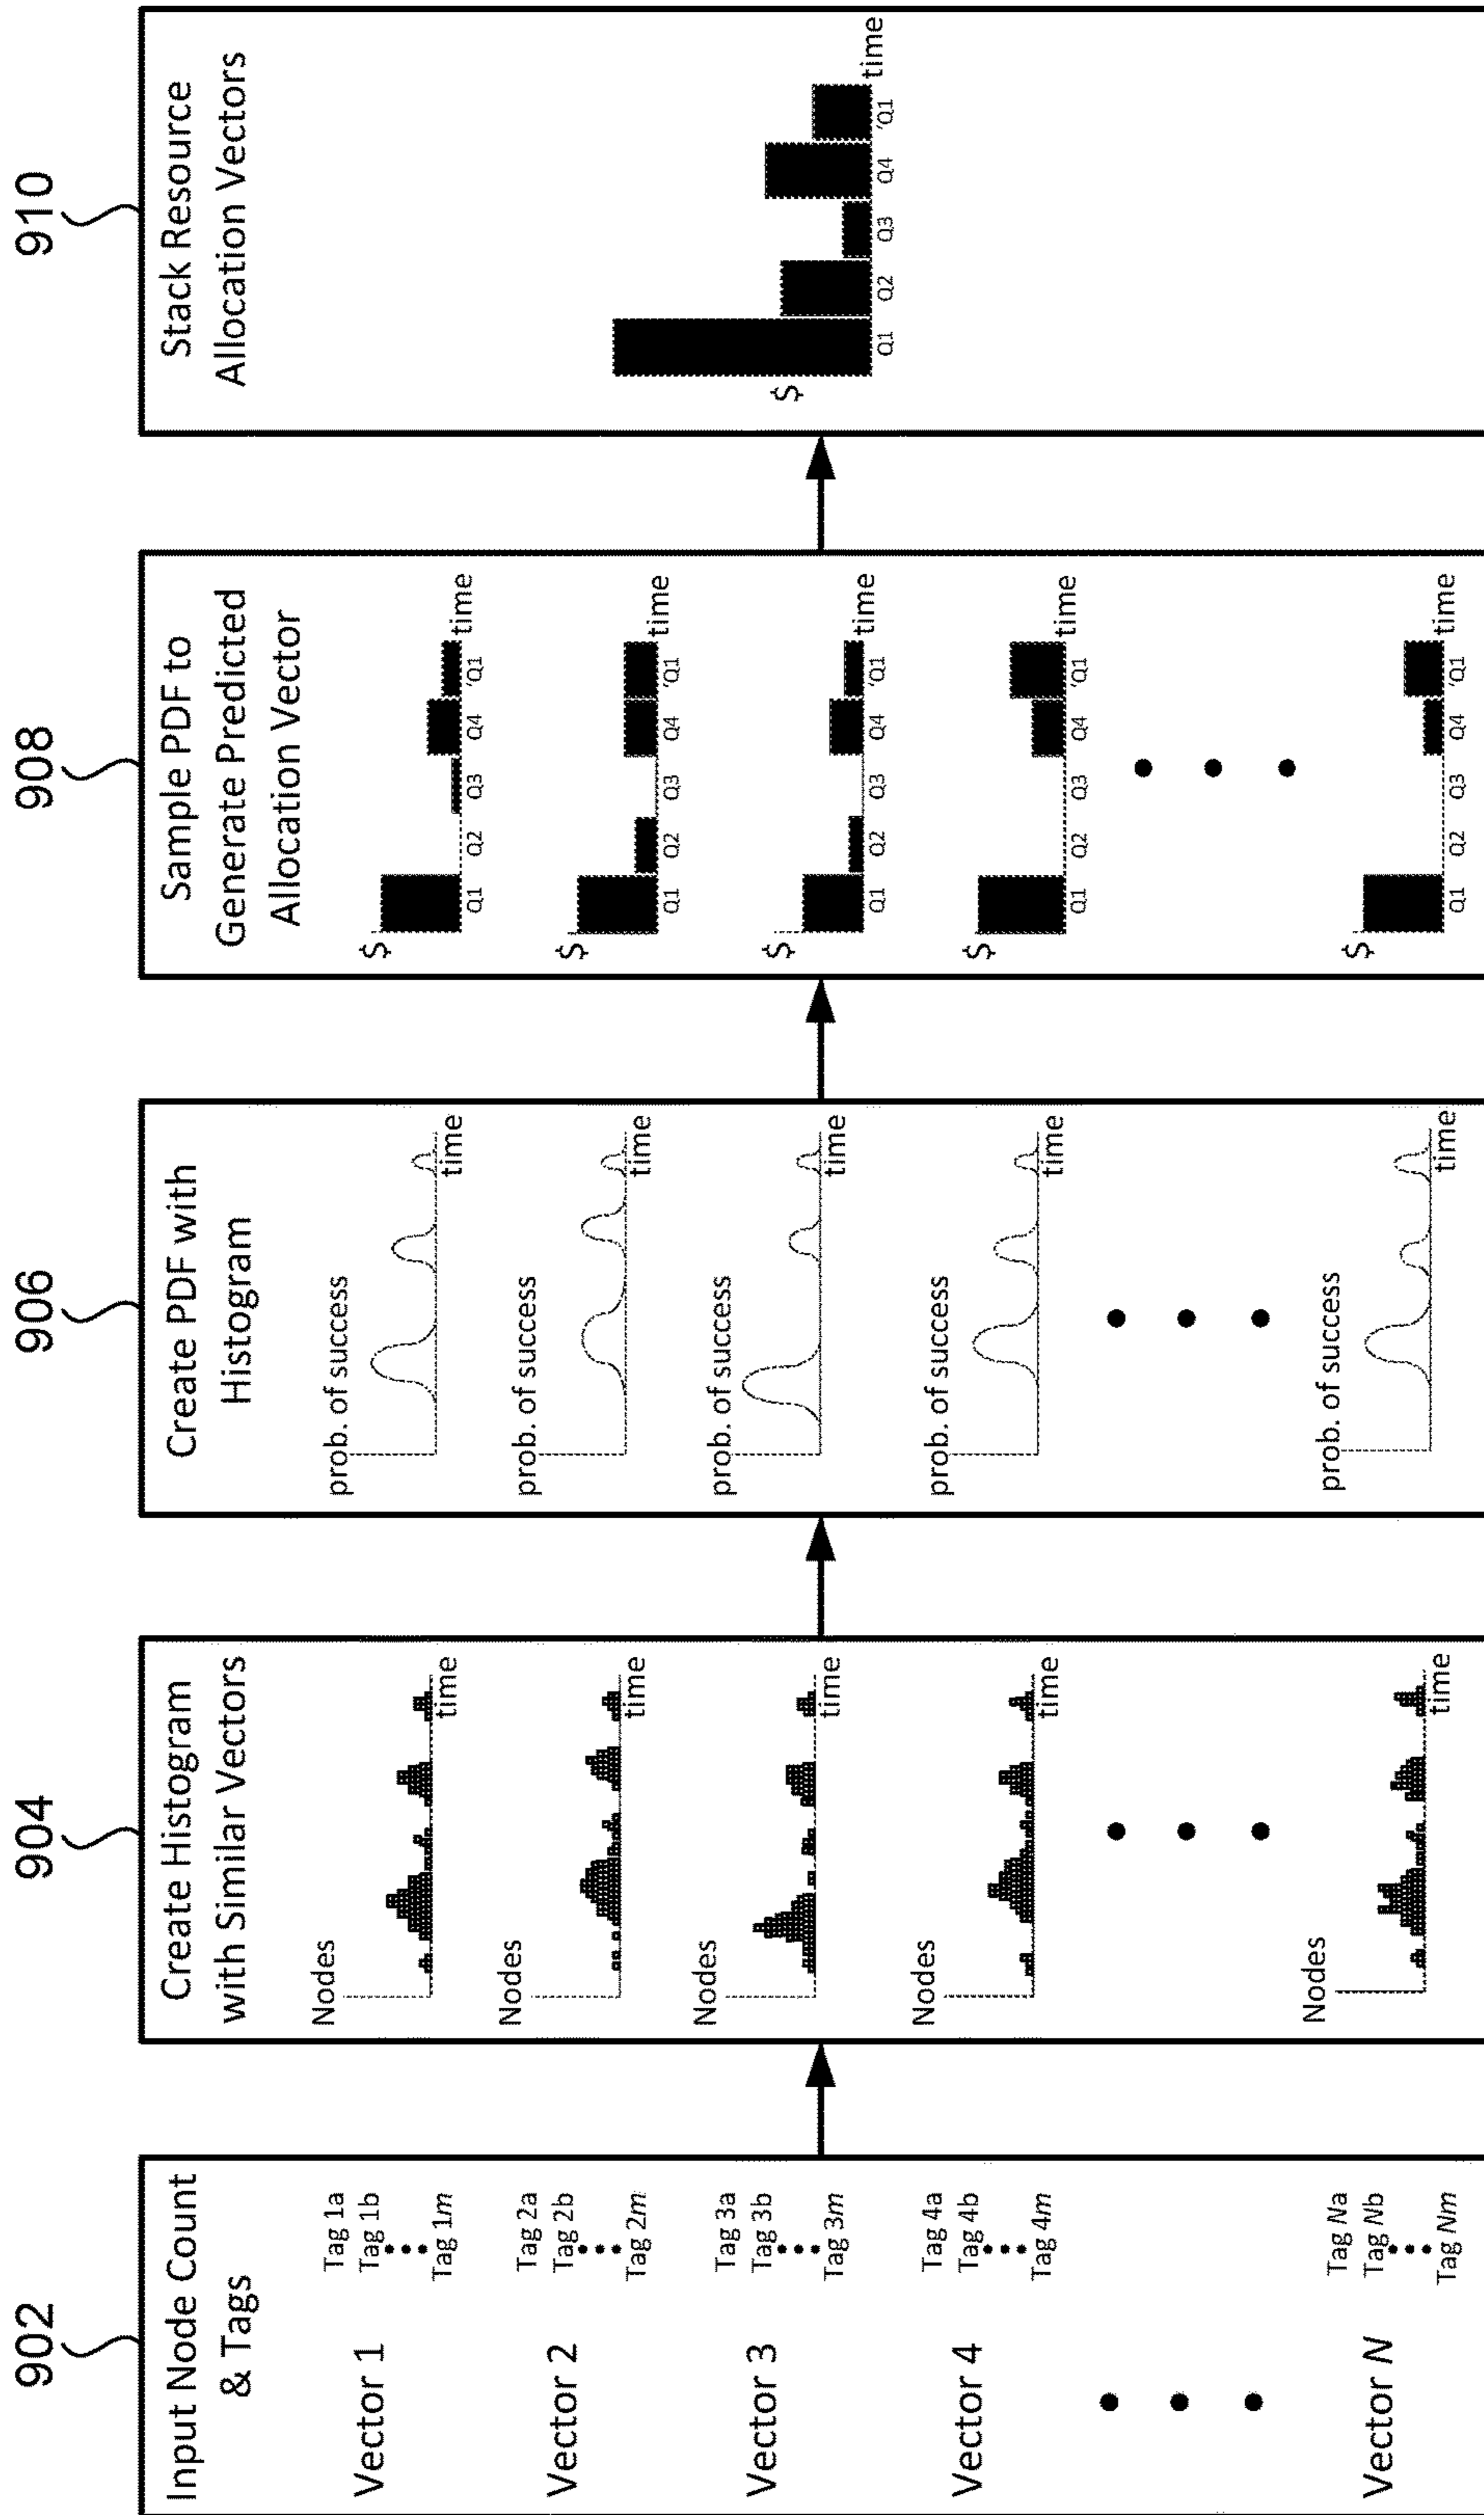 902
Input Node Count
& Tags
Vector 1
Tag 1a
Tag 1b
Tag 1m
Vector 2
Tag 2a
Tag 2b
Tag 2m
Vector 3
Tag 3a
Tag 3b
Tag 3m
Vector 4
Tag 4a
Tag 4b
Tag 4m
Vector N
Tag Na
Tag Nb
Tag Nm
904
Create Histogram
with Similar Vectors
Nodes
time
Nodes
time
Nodes
time
Nodes
time
Nodes
time
906
Create PDF with
Histogram
prob. of success
time
prob. of success
time
prob. of success
time
prob. of success
time
prob. of success
time
908
Sample PDF to
Generate Predicted
Allocation Vector
$
Q1 Q2 Q3 Q4 'Q1 time
$
Q1 Q2 Q3 Q4 'Q1 time
$
Q1 Q2 Q3 Q4 'Q1 time
$
Q1 Q2 Q3 Q4 'Q1 time
$
Q1 Q2 Q3 Q4 'Q1 time
910
Stack Resource
Allocation Vectors
$
Q1 Q2 Q3 Q4 'Q1 time